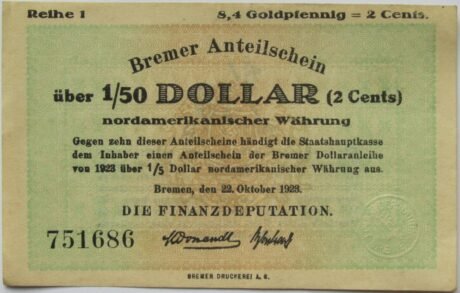 Reihe 1 8,4 Goldpfennig = 2 Cents.
Bremer Anteilschein
über 1/50 DOLLAR (2 Cents)
nordamerikanischer Währung
Gegen zehn dieser Anteilscheine händigt die Staatshauptkasse
dem Inhaber einen Anteilschein der Bremer Dollaranleihe
von 1923 über 1/5 Dollar nordamerikanischer Währung aus.
Bremen, den 22. Oktober 1923.
DIE FINANZDEPUTATION.
751686
BREMER DRUCKEREI A. G.